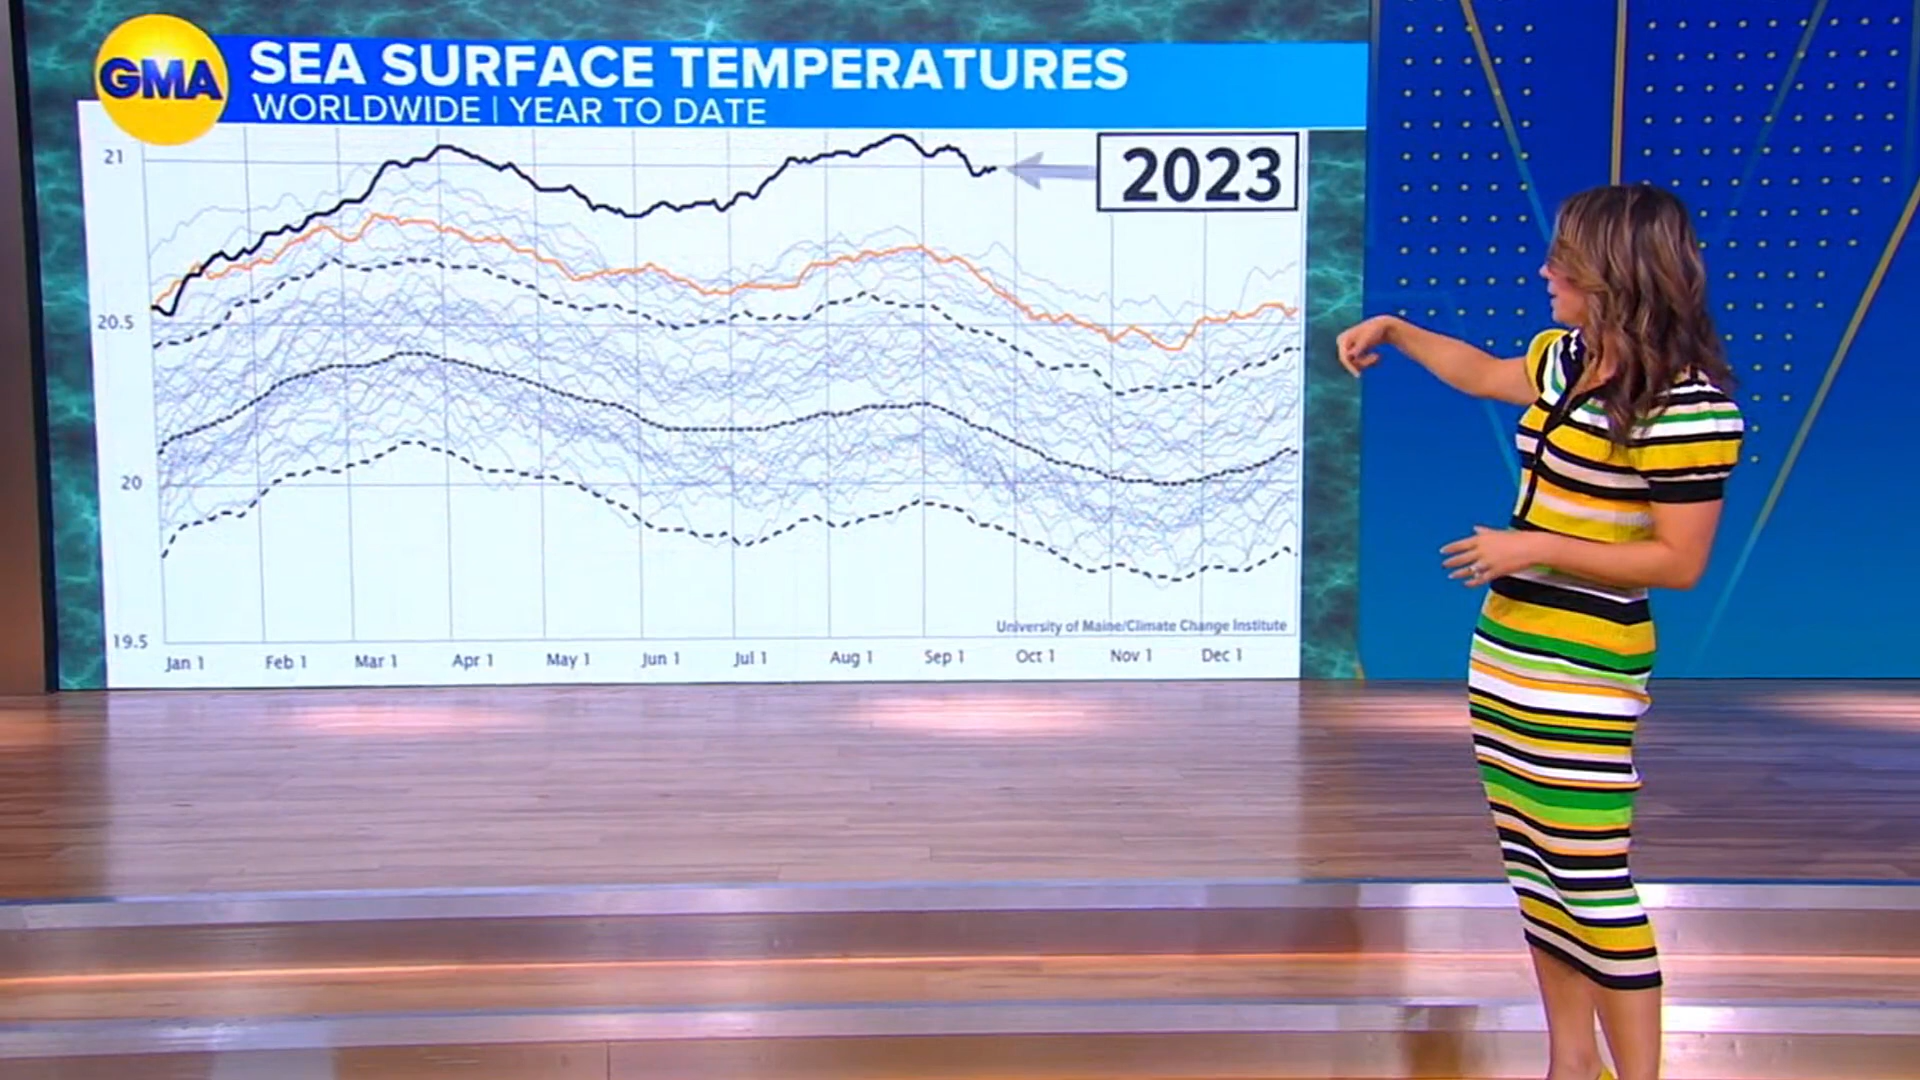 GMA
SEA SURFACE TEMPERATURES
WORLDWIDE | YEAR TO DATE
21
2023
20.5
20
University of Maine/Climate Change Institute
19.5
Jan 1 Feb 1 Mar 1 Apr 1 May 1 Jun 1 Jul 1 Aug 1 Sep 1 Oct 1 Nov 1 Dec 1